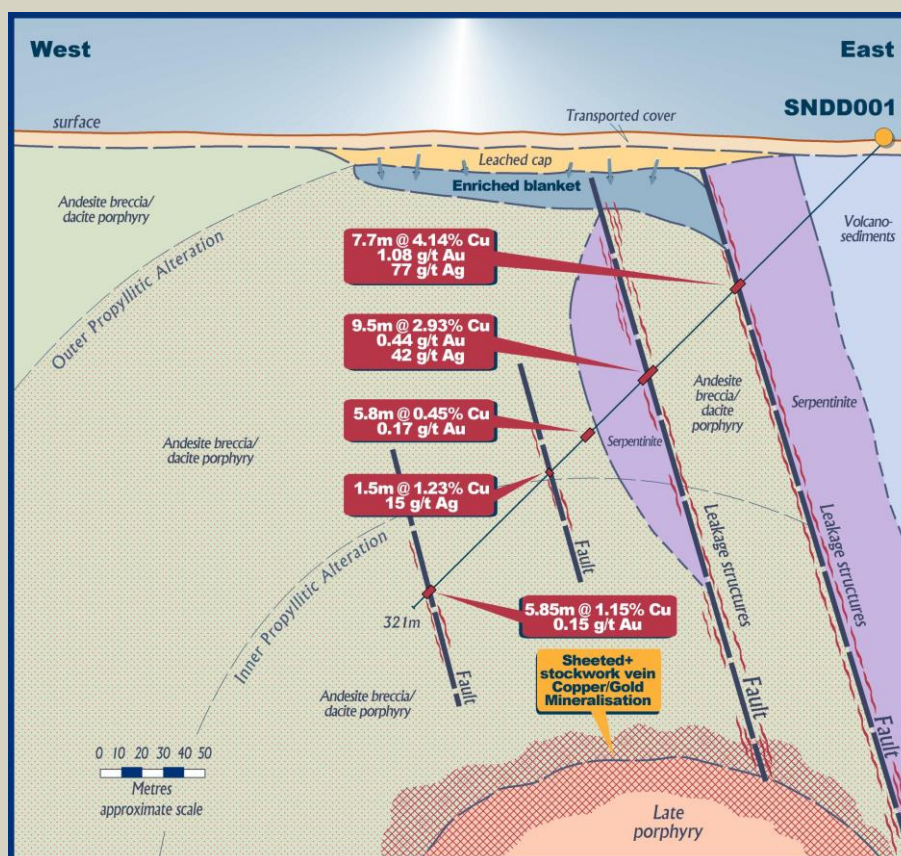 West
East
SNDD001
surface
Transported cover
Leached cap
Enriched blanket
Andesite breccia/
dacite porphyry
Volcano-
sediments
Outer Propyllitic Alteration
7.7m @ 4.14% Cu
1.08 g/t Au
77 g/t Ag
9.5m @ 2.93% Cu
0.44 g/t Au
42 g/t Ag
Andesite
breccia/
dacite
porphyry
Serpentinite
5.8m @ 0.45% Cu
0.17 g/t Au
Andesite breccia/
dacite porphyry
Serpentinite
1.5m @ 1.23% Cu
15 g/t Ag
Leakage structures
Leakage structures
Fault
Inner Propyllitic Alteration
321m
5.85m @ 1.15% Cu
0.15 g/t Au
Sheeted+
stockwork vein
Copper/Gold
Mineralisation
Fault
Andesite breccia/
dacite porphyry
Fault
Fault
0 10 20 30 40 50
Metres
approximate scale
Late
porphyry